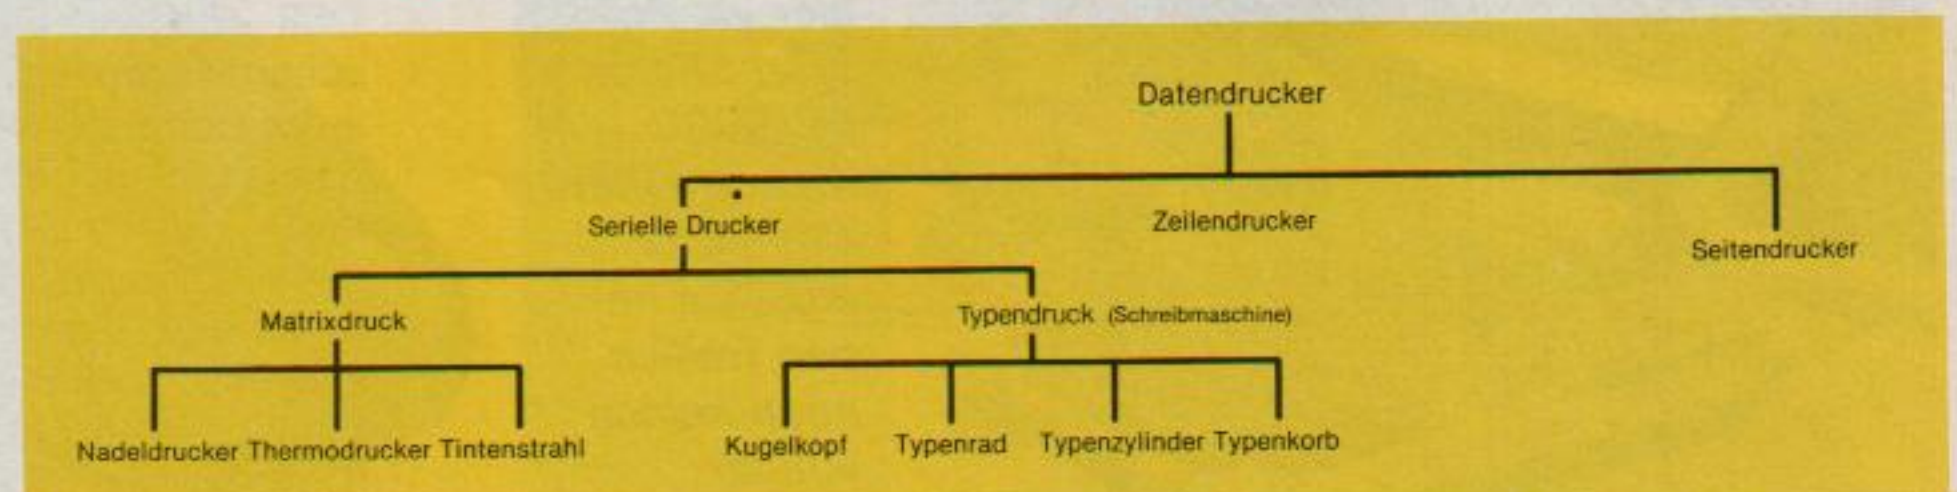 Datendrucker
Serielle Drucker Zeilendrucker Seitendrucker
Matrixdruck Typendruck (Schreibmaschine)
Nadeldrucker Thermodrucker Tintenstrahl Kugelkopf Typenrad Typenzylinder Typenkorb